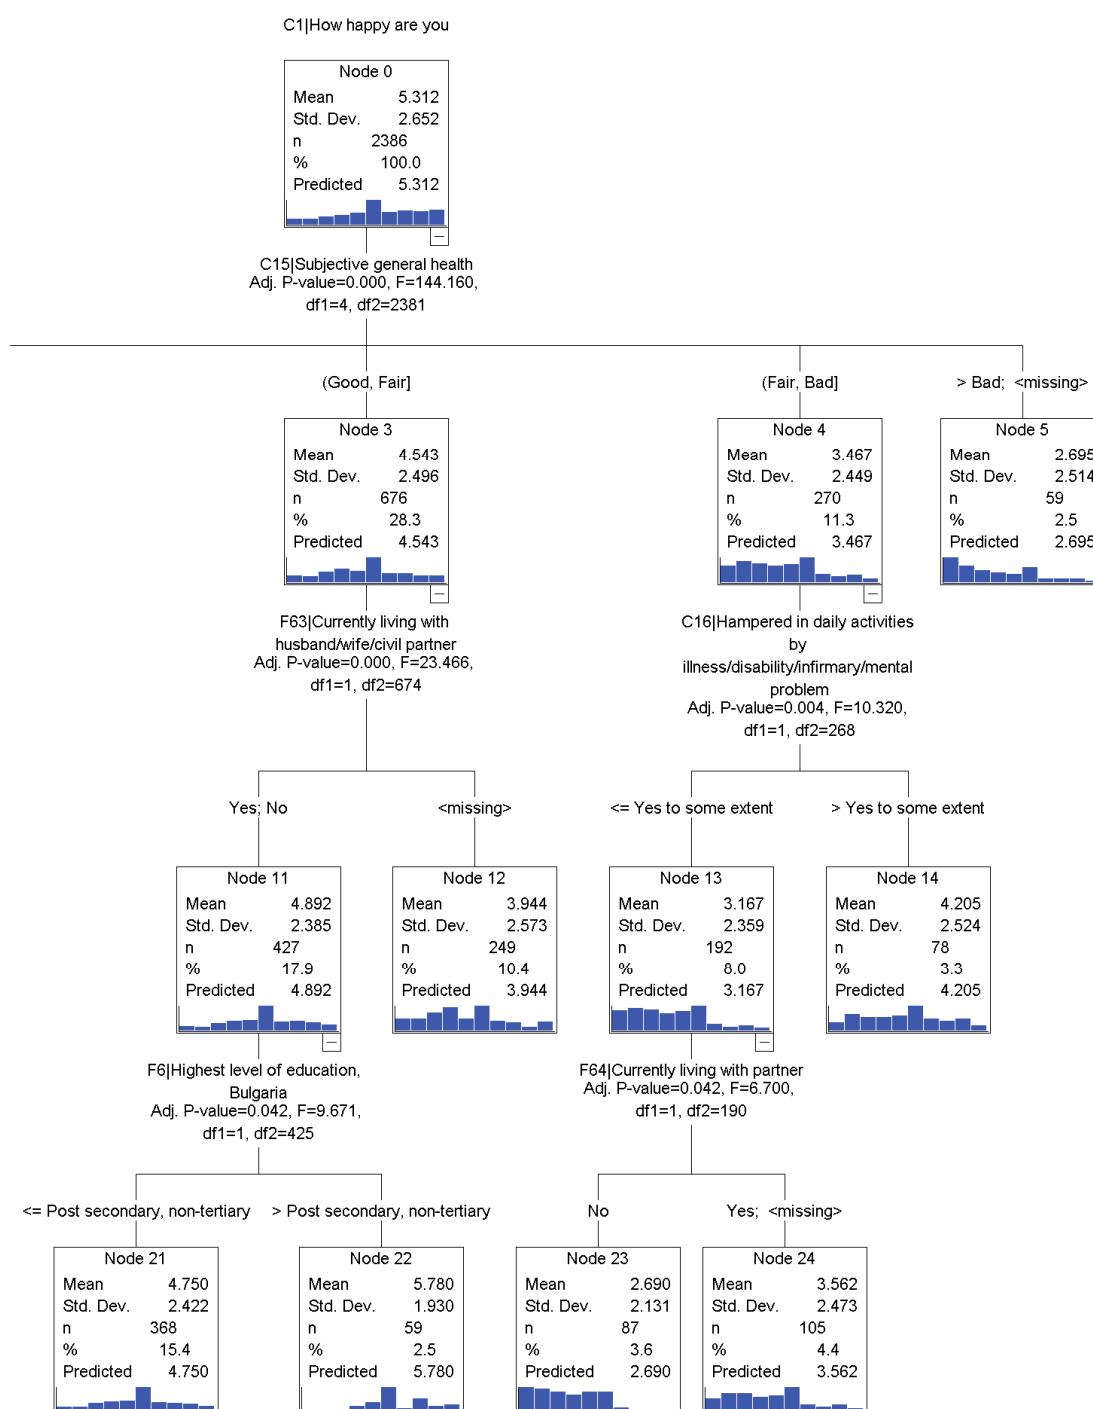 C1|How happy are you
Node 0
Mean 5.312
Std. Dev. 2.652
n 2386
% 100.0
Predicted 5.312
C15|Subjective general health
Adj. P-value=0.000, F=144.160,
df1=4, df2=2381
(Good, Fair]
(Fair, Bad]
> Bad; <missing>
Node 3
Mean 4.543
Std. Dev. 2.496
n 676
% 28.3
Predicted 4.543
Node 4
Mean 3.467
Std. Dev. 2.449
n 270
% 11.3
Predicted 3.467
Node 5
Mean 2.695
Std. Dev. 2.514
n 59
% 2.5
Predicted 2.695
F63|Currently living with
husband/wife/civil partner
Adj. P-value=0.000, F=23.466,
df1=1, df2=674
C16|Hampered in daily activities
by
illness/disability/infirmary/mental
problem
Adj. P-value=0.004, F=10.320,
df1=1, df2=268
Yes; No
<missing>
<= Yes to some extent
> Yes to some extent
Node 11
Mean 4.892
Std. Dev. 2.385
n 427
% 17.9
Predicted 4.892
Node 12
Mean 3.944
Std. Dev. 2.573
n 249
% 10.4
Predicted 3.944
Node 13
Mean 3.167
Std. Dev. 2.359
n 192
% 8.0
Predicted 3.167
Node 14
Mean 4.205
Std. Dev. 2.524
n 78
% 3.3
Predicted 4.205
F6|Highest level of education,
Bulgaria
Adj. P-value=0.042, F=9.671,
df1=1, df2=425
F64|Currently living with partner
Adj. P-value=0.042, F=6.700,
df1=1, df2=190
<= Post secondary, non-tertiary
> Post secondary, non-tertiary
No
Yes; <missing>
Node 21
Mean 4.750
Std. Dev. 2.422
n 368
% 15.4
Predicted 4.750
Node 22
Mean 5.780
Std. Dev. 1.930
n 59
% 2.5
Predicted 5.780
Node 23
Mean 2.690
Std. Dev. 2.131
n 87
% 3.6
Predicted 2.690
Node 24
Mean 3.562
Std. Dev. 2.473
n 105
% 4.4
Predicted 3.562